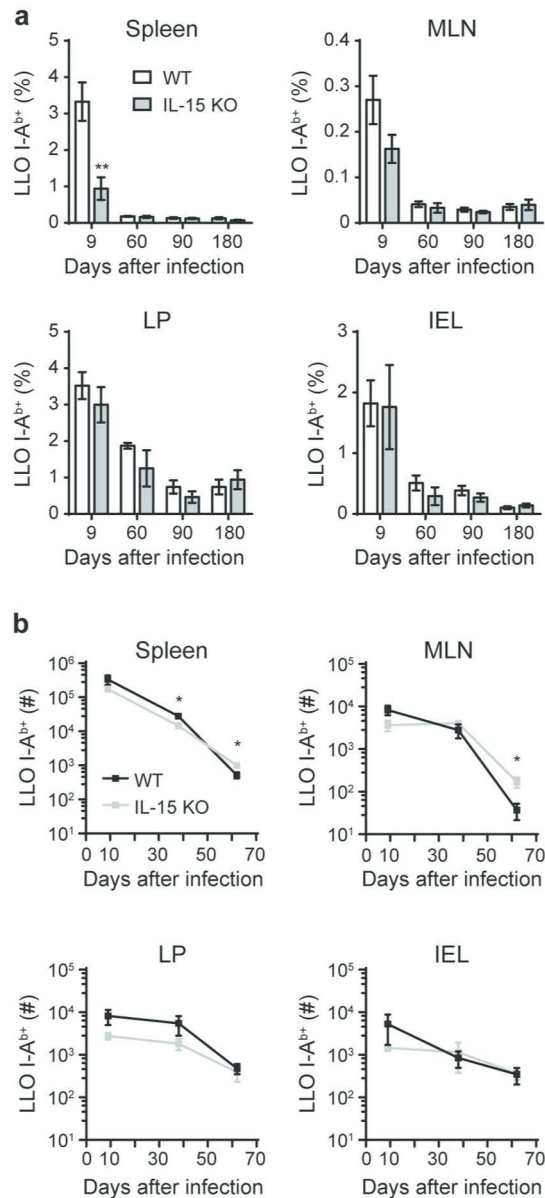 a
Spleen
LLO I-Aᵇ⁺ (%)
5
4
3
2
1
0
WT
IL-15 KO
**
9 60 90 180
Days after infection
MLN
LLO I-Aᵇ⁺ (%)
0.4
0.3
0.2
0.1
0
9 60 90 180
Days after infection
LP
LLO I-Aᵇ⁺ (%)
5
4
3
2
1
0
9 60 90 180
Days after infection
IEL
LLO I-Aᵇ⁺ (%)
3
2
1
0
9 60 90 180
Days after infection
b
Spleen
LLO I-Aᵇ⁺ (#)
10⁶
10⁵
10⁴
10³
10²
10¹
*
*
WT
IL-15 KO
0 10 30 50 70
Days after infection
MLN
LLO I-Aᵇ⁺ (#)
10⁵
10⁴
10³
10²
10¹
*
0 10 30 50 70
Days after infection
LP
LLO I-Aᵇ⁺ (#)
10⁵
10⁴
10³
10²
10¹
0 10 30 50 70
Days after infection
IEL
LLO I-Aᵇ⁺ (#)
10⁵
10⁴
10³
10²
10¹
0 10 30 50 70
Days after infection